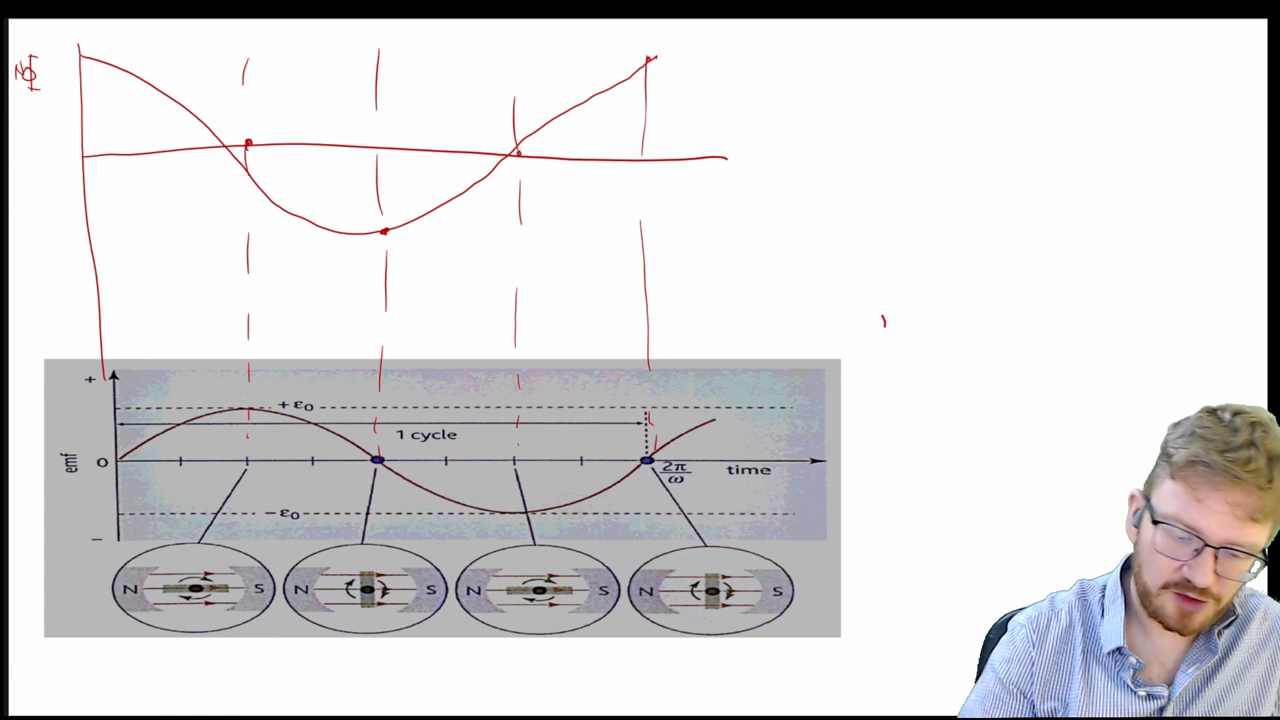 NΦ
+
+ε₀
1 cycle
emf
0
2π/ω
time
−ε₀
−
N S N S N S N S